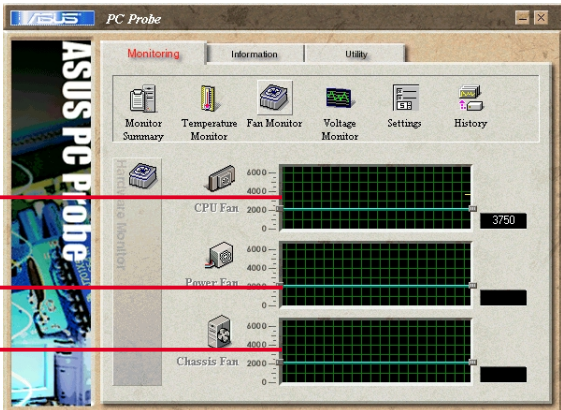 ASUS
PC Probe
ASUS PC Probe
Monitoring
Information
Utility
Monitor
Summary
Temperature
Monitor
Fan Monitor
Voltage
Monitor
Settings
History
Hardware Monitor
6000
4000
2000
0
CPU Fan
3750
6000
4000
2000
0
Power Fan
6000
4000
2000
0
Chassis Fan